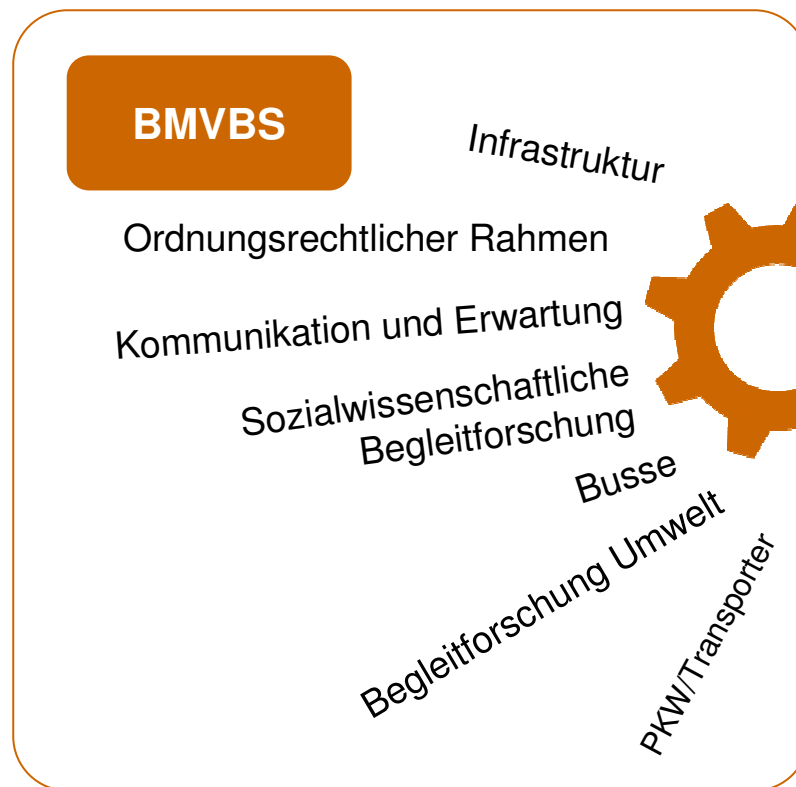 BMVBS
Infrastruktur
Ordnungsrechtlicher Rahmen
Kommunikation und Erwartung
Sozialwissenschaftliche
Begleitforschung
Busse
Begleitforschung Umwelt
PKW/Transporter